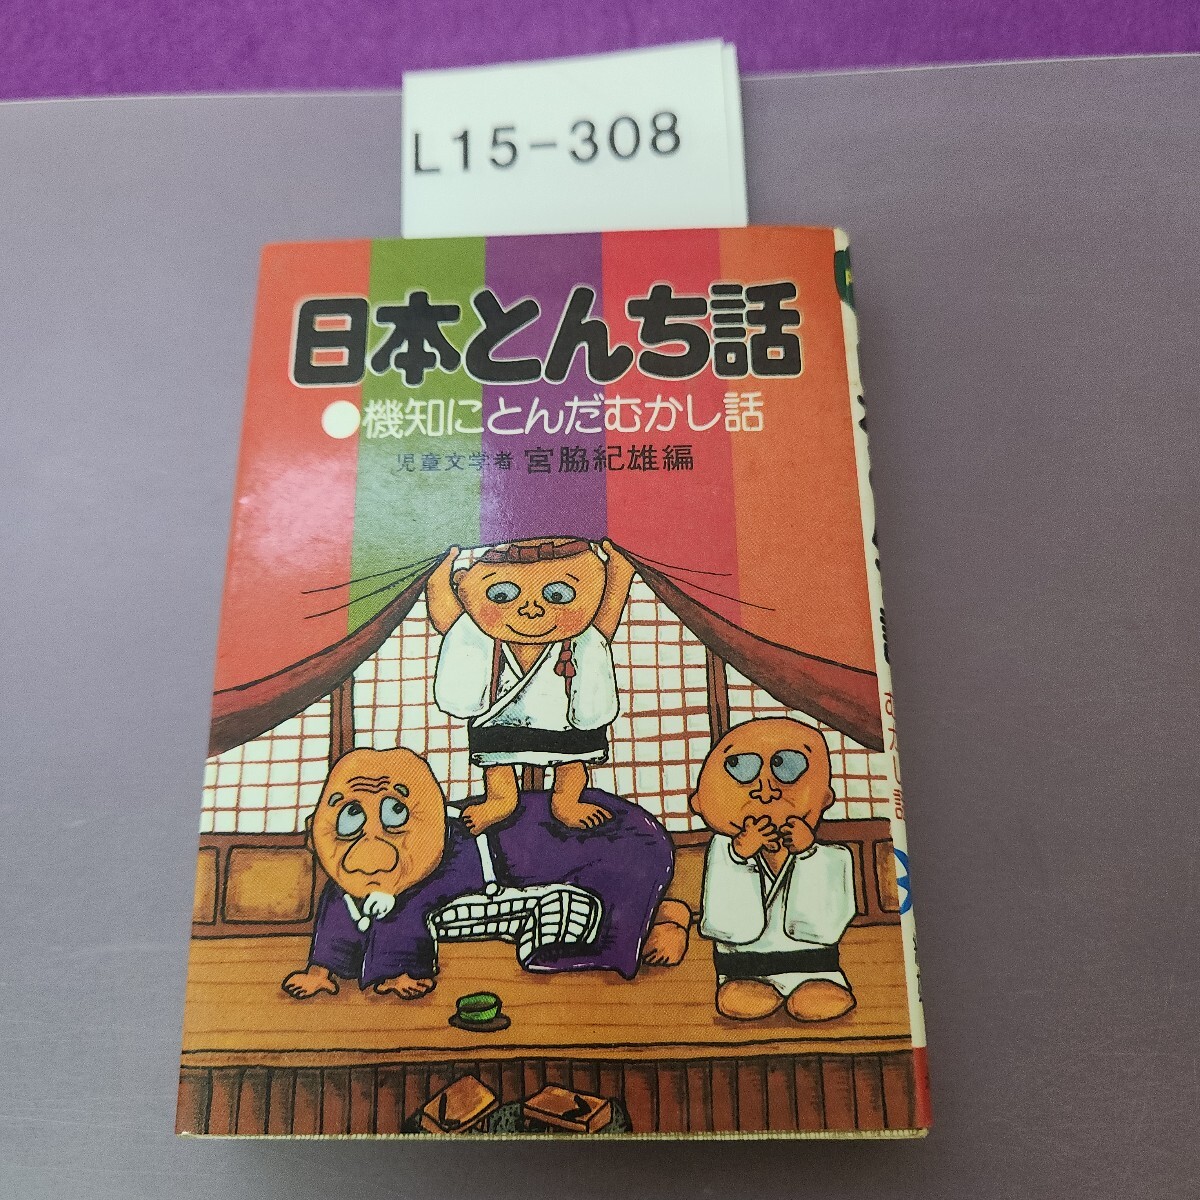 L15-308
日本とんち話
●機知にとんだむかし話
児童文学者 宮脇紀雄編